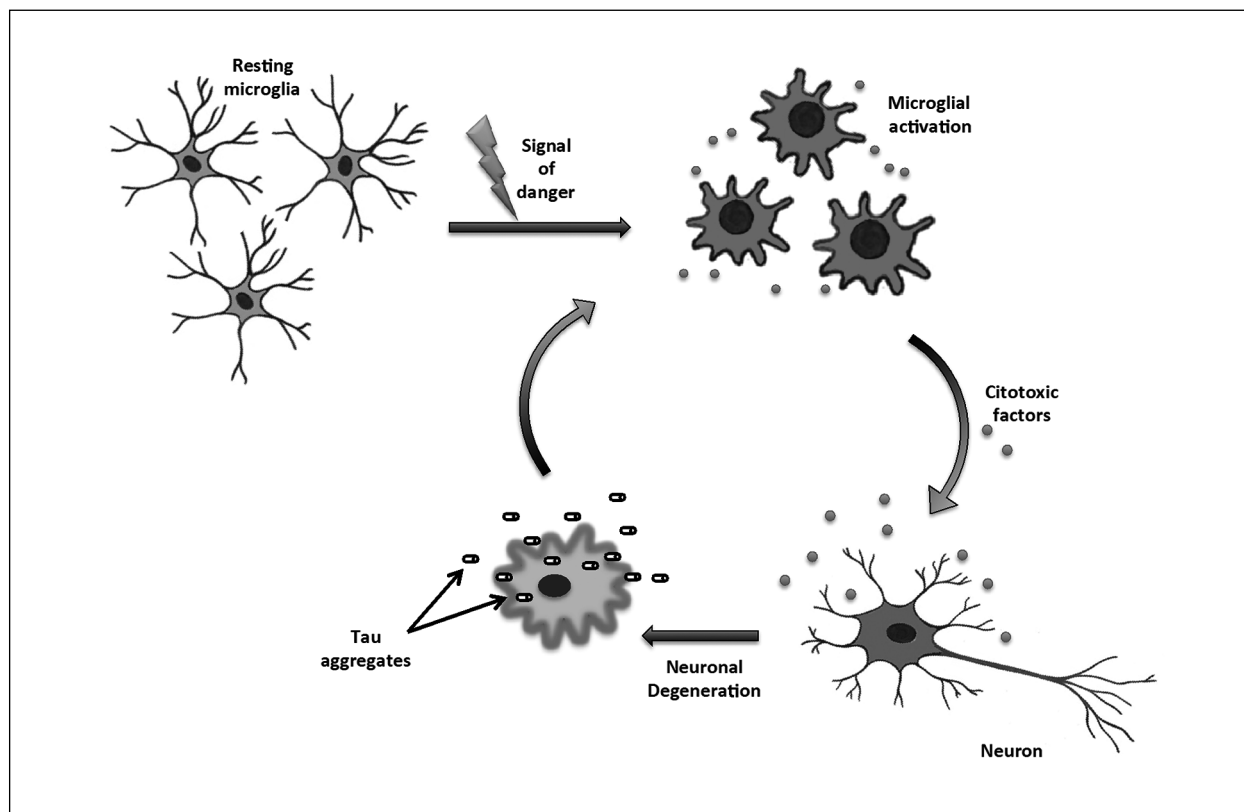 Resting
microglia
Signal
of
danger
Microglial
activation
Citotoxic
factors
Tau
aggregates
Neuronal
Degeneration
Neuron